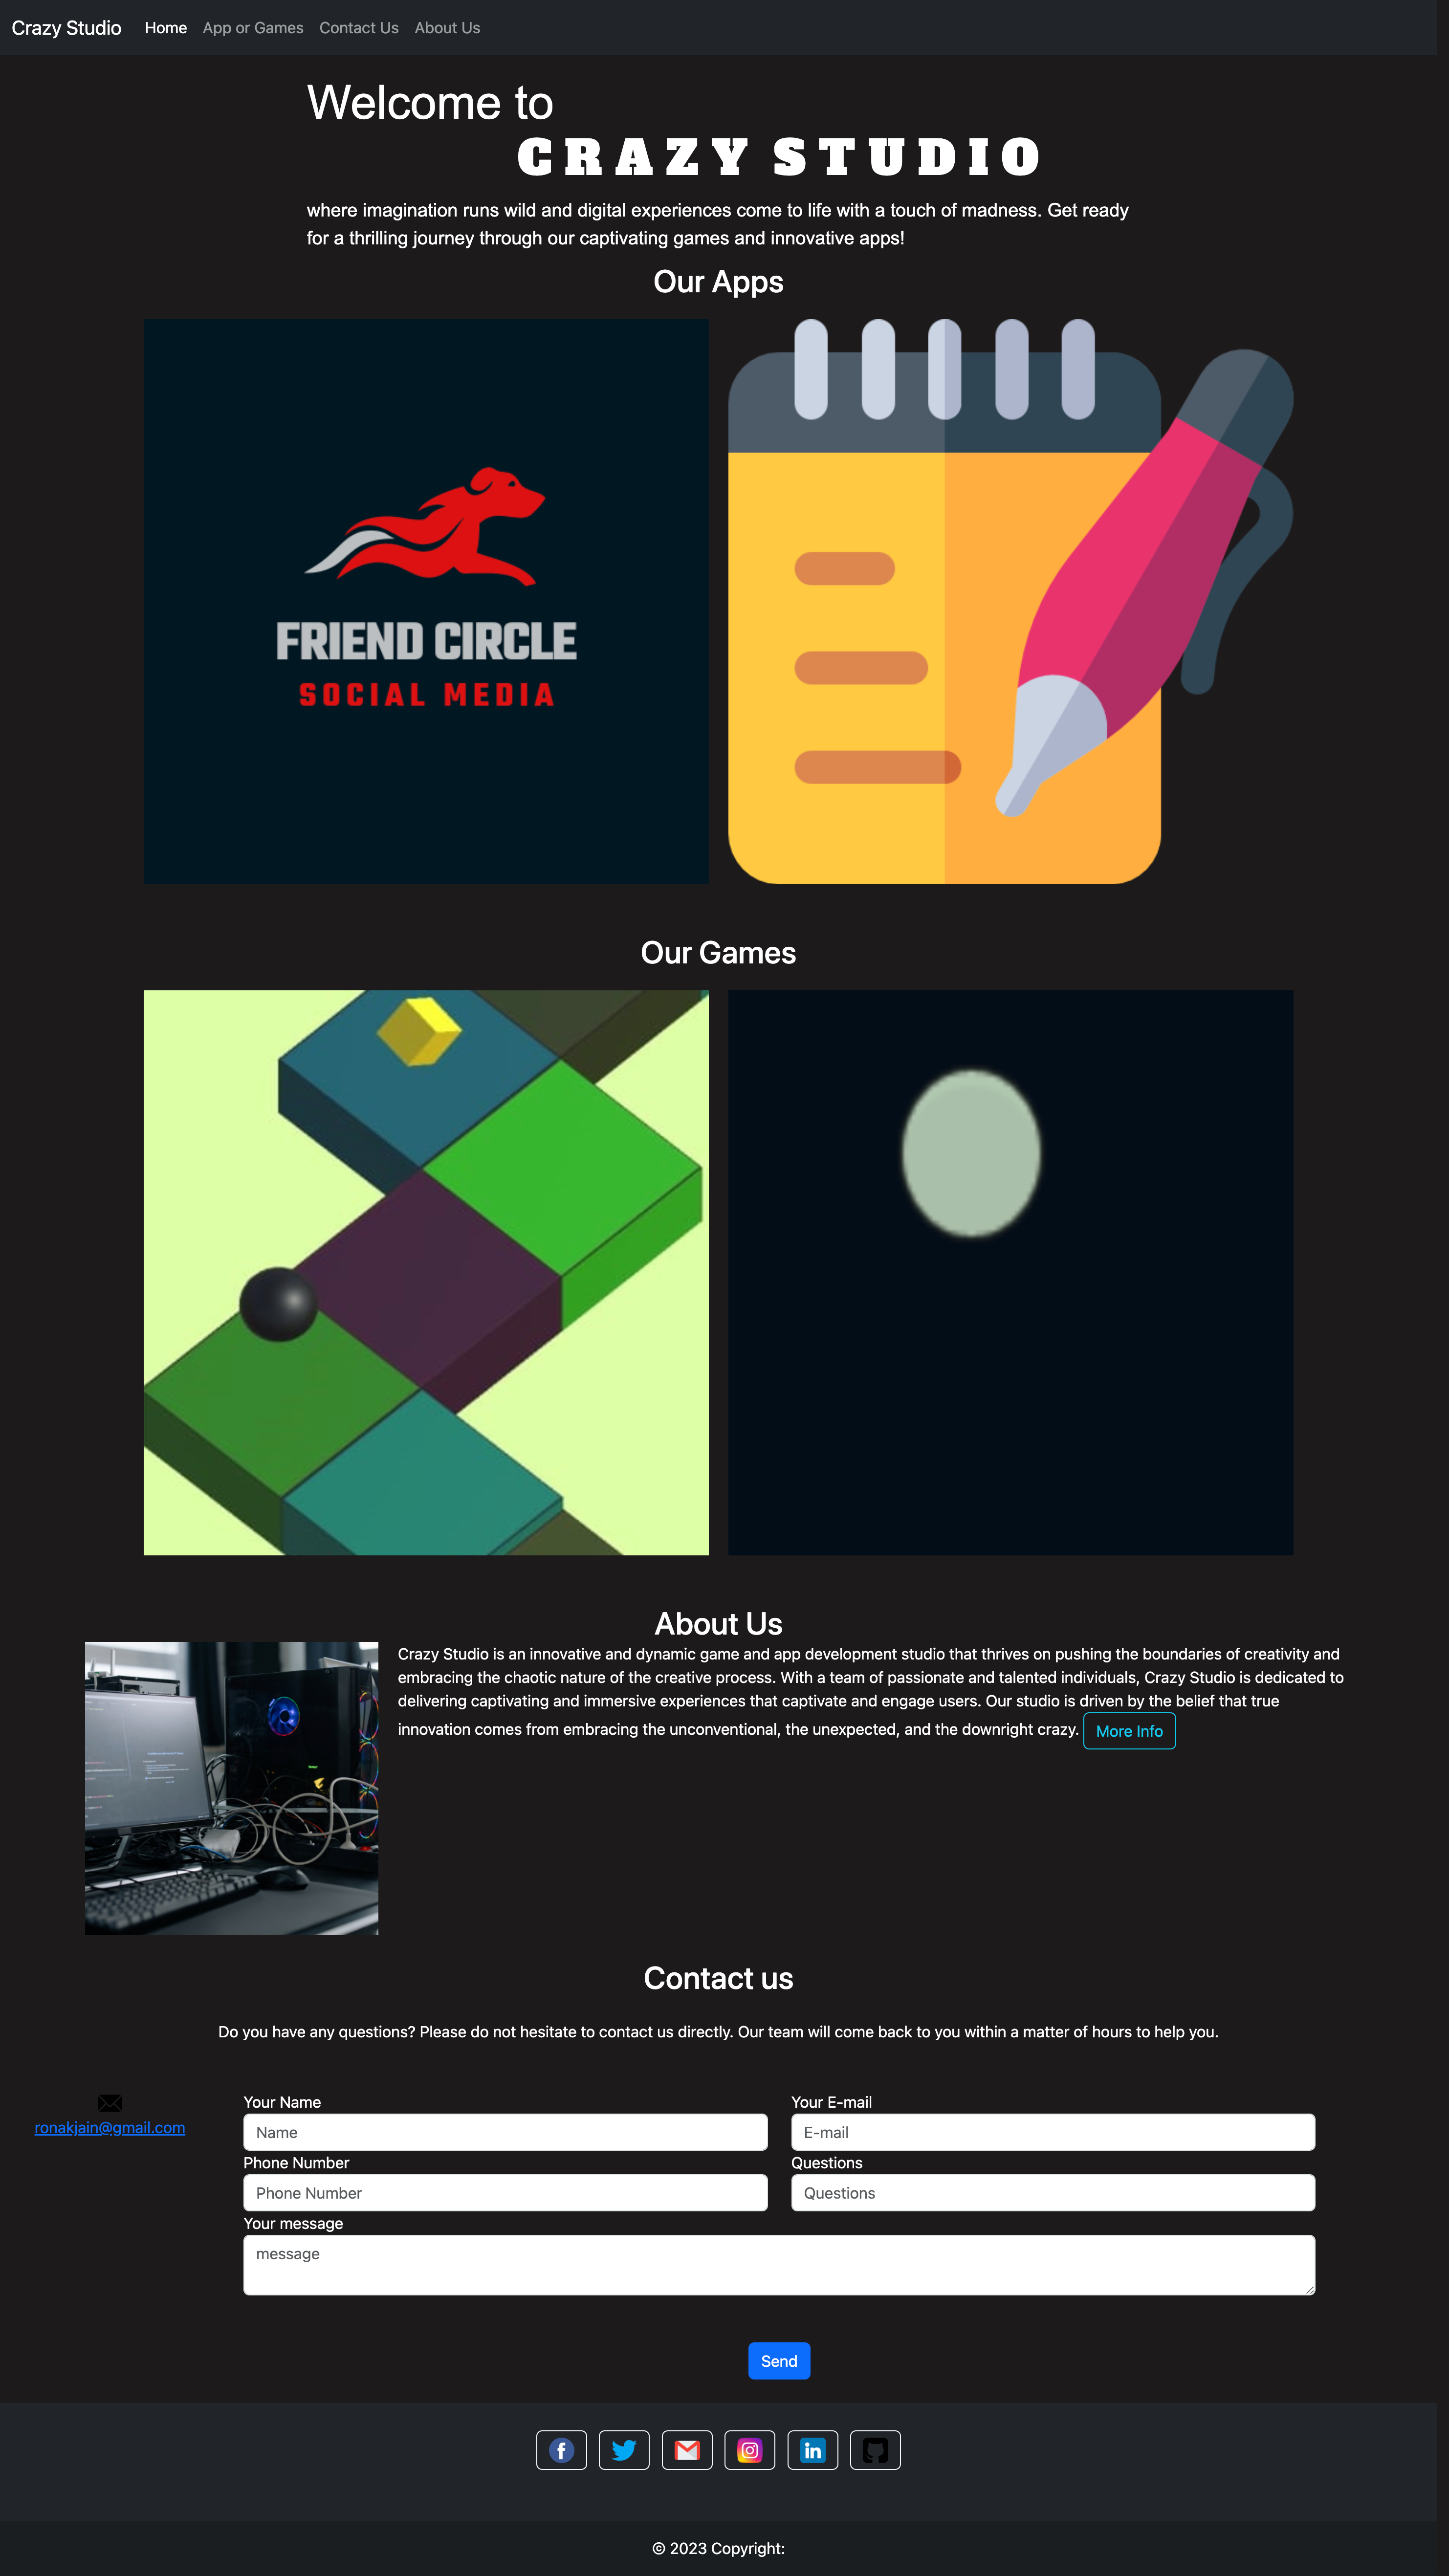 Crazy Studio Home App or Games Contact Us About Us
Welcome to
CRAZY STUDIO
where imagination runs wild and digital experiences come to life with a touch of madness. Get ready
for a thrilling journey through our captivating games and innovative apps!
Our Apps
FRIEND CIRCLE
SOCIAL MEDIA
Our Games
About Us
Crazy Studio is an innovative and dynamic game and app development studio that thrives on pushing the boundaries of creativity and
embracing the chaotic nature of the creative process. With a team of passionate and talented individuals, Crazy Studio is dedicated to
delivering captivating and immersive experiences that captivate and engage users. Our studio is driven by the belief that true
innovation comes from embracing the unconventional, the unexpected, and the downright crazy. More Info
Contact us
Do you have any questions? Please do not hesitate to contact us directly. Our team will come back to you within a matter of hours to help you.
ronakjain@gmail.com
Your Name
Name
Your E-mail
E-mail
Phone Number
Phone Number
Questions
Questions
Your message
message
Send
© 2023 Copyright: